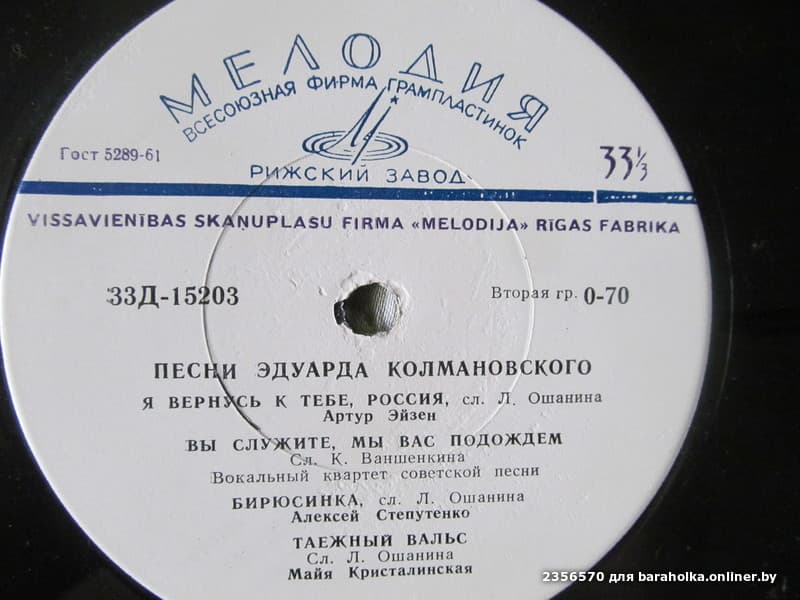 МЕЛОДИЯ
ВСЕСОЮЗНАЯ ФИРМА ГРАМПЛАСТИНОК
Гост 5289-61
33⅓
РИЖСКИЙ ЗАВОД
VISSAVIENĪBAS SKAŅUPLASU FIRMA «MELODIJA» RĪGAS FABRIKA
33Д-15203
Вторая гр. 0-70
ПЕСНИ ЭДУАРДА КОЛМАНОВСКОГО
Я ВЕРНУСЬ К ТЕБЕ, РОССИЯ, сл. Л. Ошанина
Артур Эйзен
ВЫ СЛУЖИТЕ, МЫ ВАС ПОДОЖДЕМ
Сл. К. Ваншенкина
Вокальный квартет советской песни
БИРЮСИНКА, сл. Л. Ошанина
Алексей Степутенко
ТАЕЖНЫЙ ВАЛЬС
Сл. Л. Ошанина
Майя Кристалинская
2356570 для baraholka.onliner.by